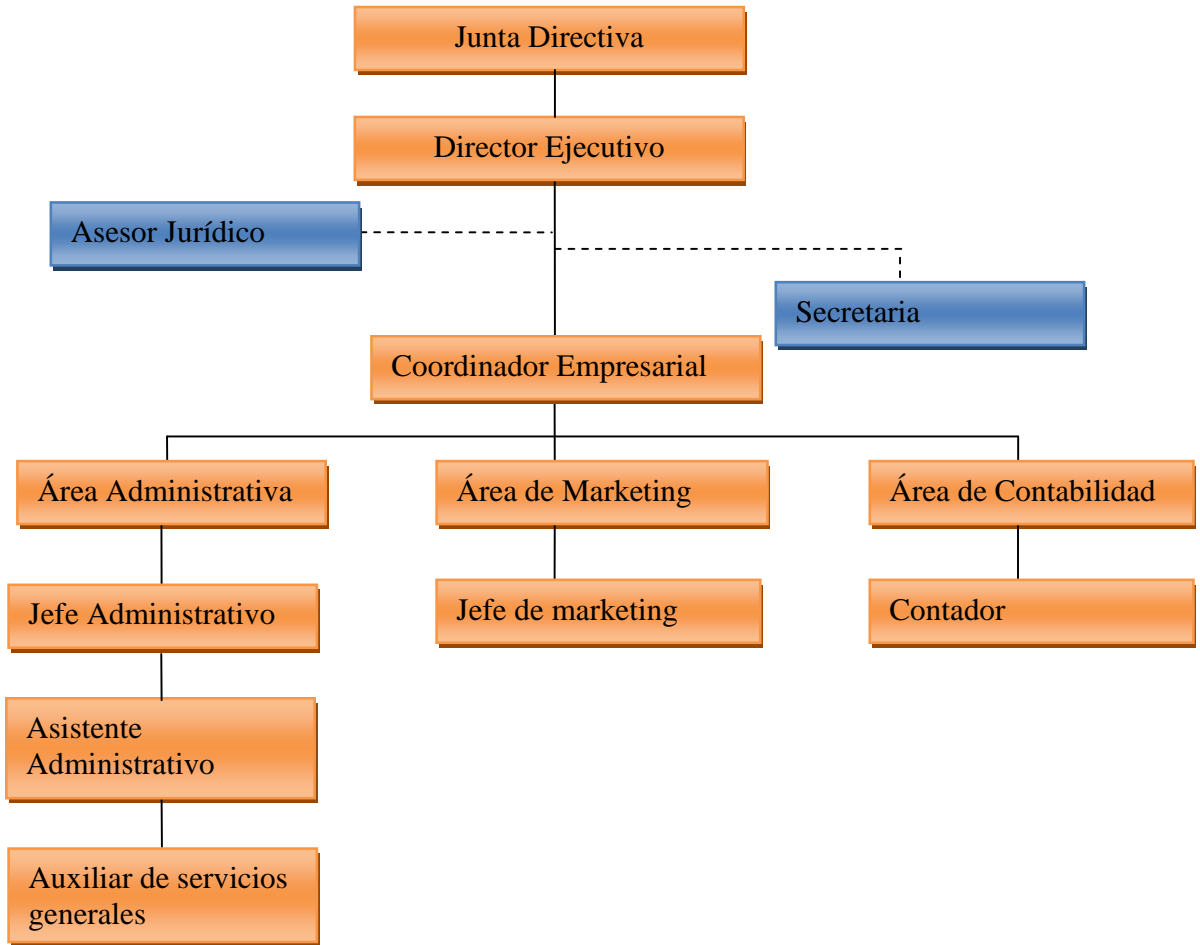 Junta Directiva
Director Ejecutivo
Asesor Jurídico
Secretaria
Coordinador Empresarial
Área Administrativa
Área de Marketing
Área de Contabilidad
Jefe Administrativo
Jefe de marketing
Contador
Asistente
Administrativo
Auxiliar de servicios
generales